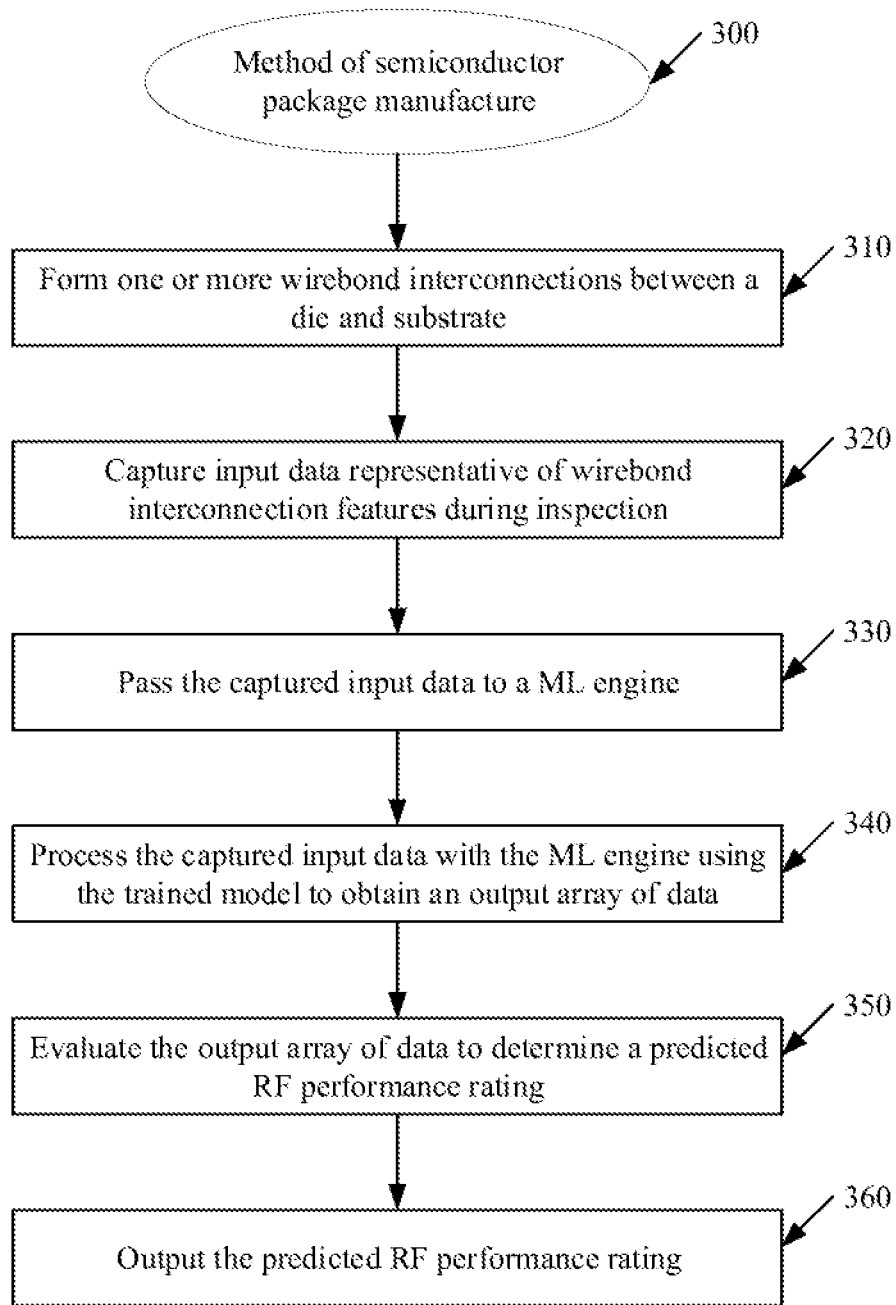 300
Method of semiconductor
package manufacture
310
Form one or more wirebond interconnections between a
die and substrate
320
Capture input data representative of wirebond
interconnection features during inspection
330
Pass the captured input data to a ML engine
340
Process the captured input data with the ML engine using
the trained model to obtain an output array of data
350
Evaluate the output array of data to determine a predicted
RF performance rating
360
Output the predicted RF performance rating